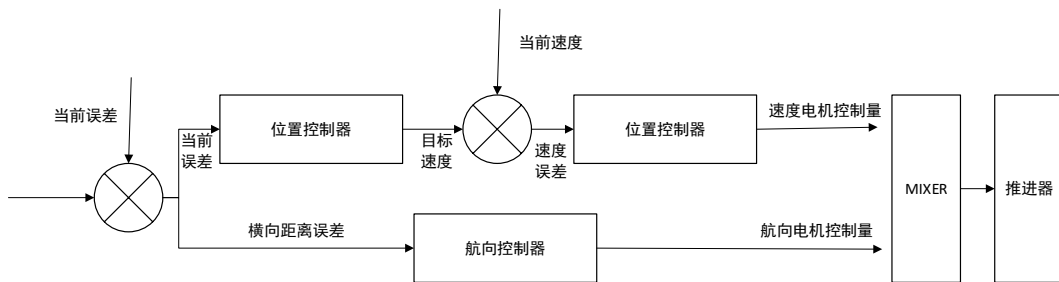 当前速度
当前误差
当前
误差
位置控制器
目标
速度
速度
误差
位置控制器
速度电机控制量
MIXER
推进器
横向距离误差
航向控制器
航向电机控制量